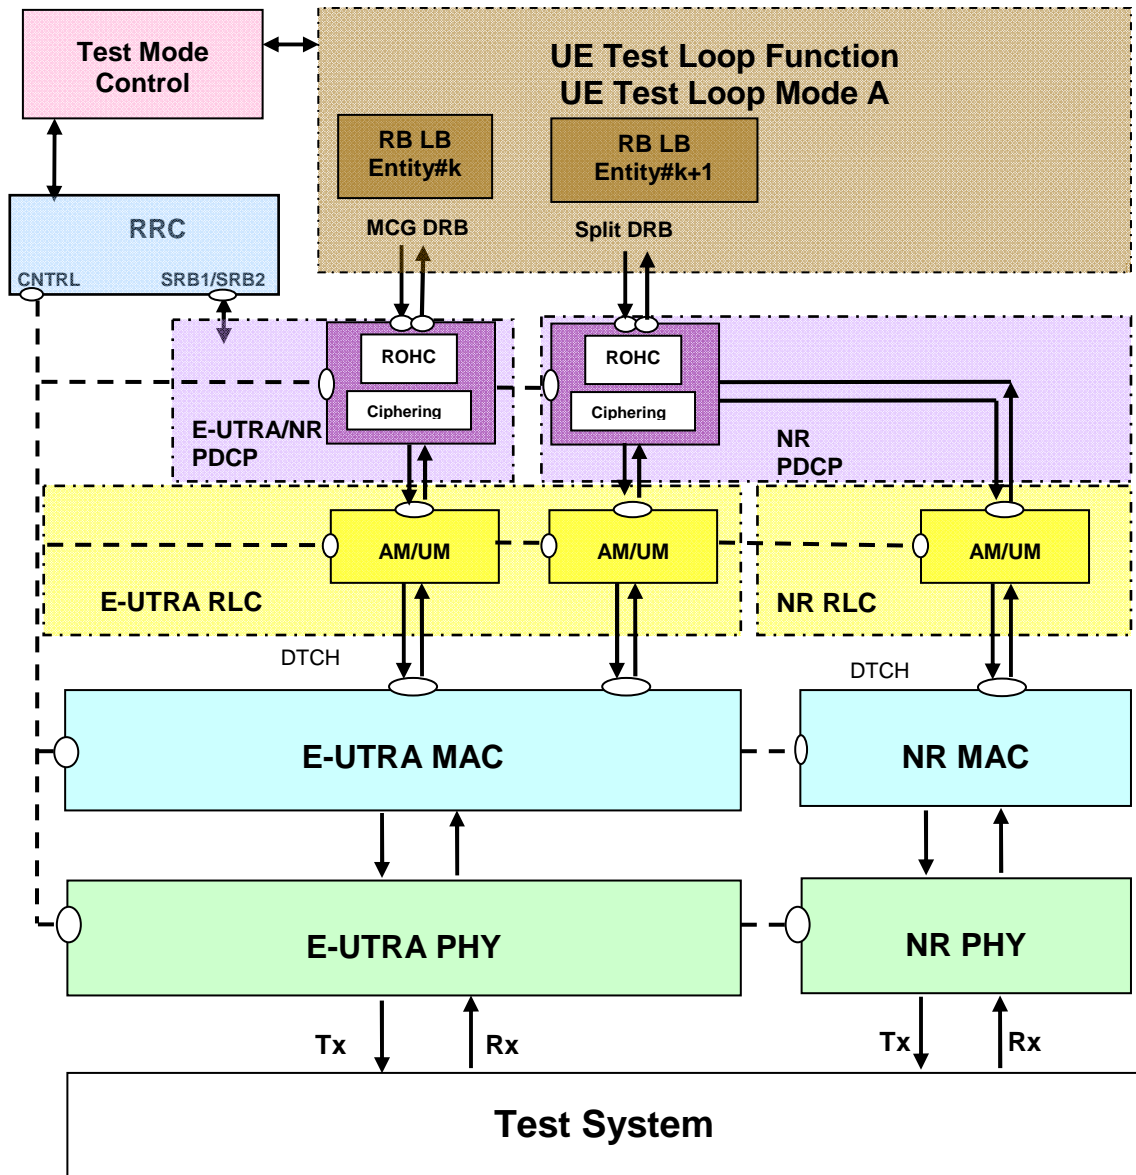 Test Mode
Control
UE Test Loop Function
UE Test Loop Mode A
RB LB
Entity#k
RB LB
Entity#k+1
MCG DRB
Split DRB
RRC
CNTRL
SRB1/SRB2
ROHC
Ciphering
E-UTRA/NR
PDCP
ROHC
Ciphering
NR
PDCP
AM/UM
AM/UM
AM/UM
E-UTRA RLC
NR RLC
DTCH
DTCH
E-UTRA MAC
NR MAC
E-UTRA PHY
NR PHY
Tx
Rx
Tx
Rx
Test System